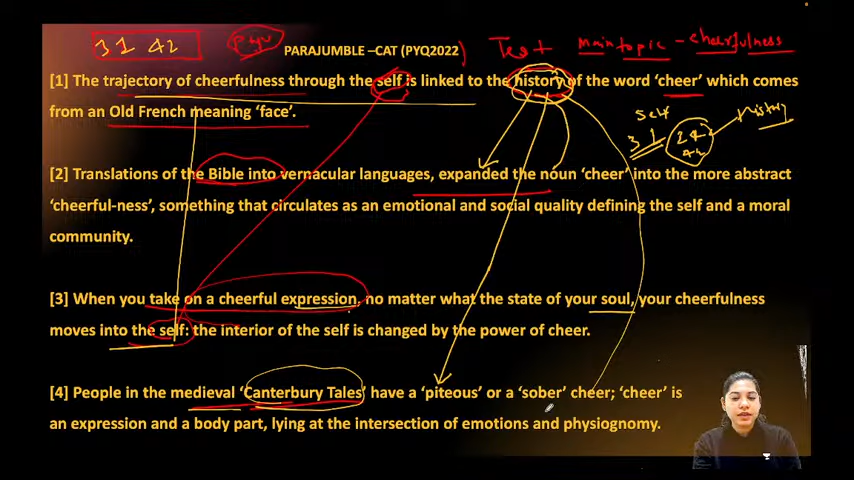 3 1 42
PYQ
PARAJUMBLE –CAT (PYQ2022)
Test main topic - cheerfulness
[1] The trajectory of cheerfulness through the self is linked to the history of the word ‘cheer’ which comes
from an Old French meaning ‘face’.
self
3 1 24
42
history
[2] Translations of the Bible into vernacular languages, expanded the noun ‘cheer’ into the more abstract
‘cheerful-ness’, something that circulates as an emotional and social quality defining the self and a moral
community.
[3] When you take on a cheerful expression, no matter what the state of your soul, your cheerfulness
moves into the self: the interior of the self is changed by the power of cheer.
[4] People in the medieval ‘Canterbury Tales’ have a ‘piteous’ or a ‘sober’ cheer; ‘cheer’ is
an expression and a body part, lying at the intersection of emotions and physiognomy.